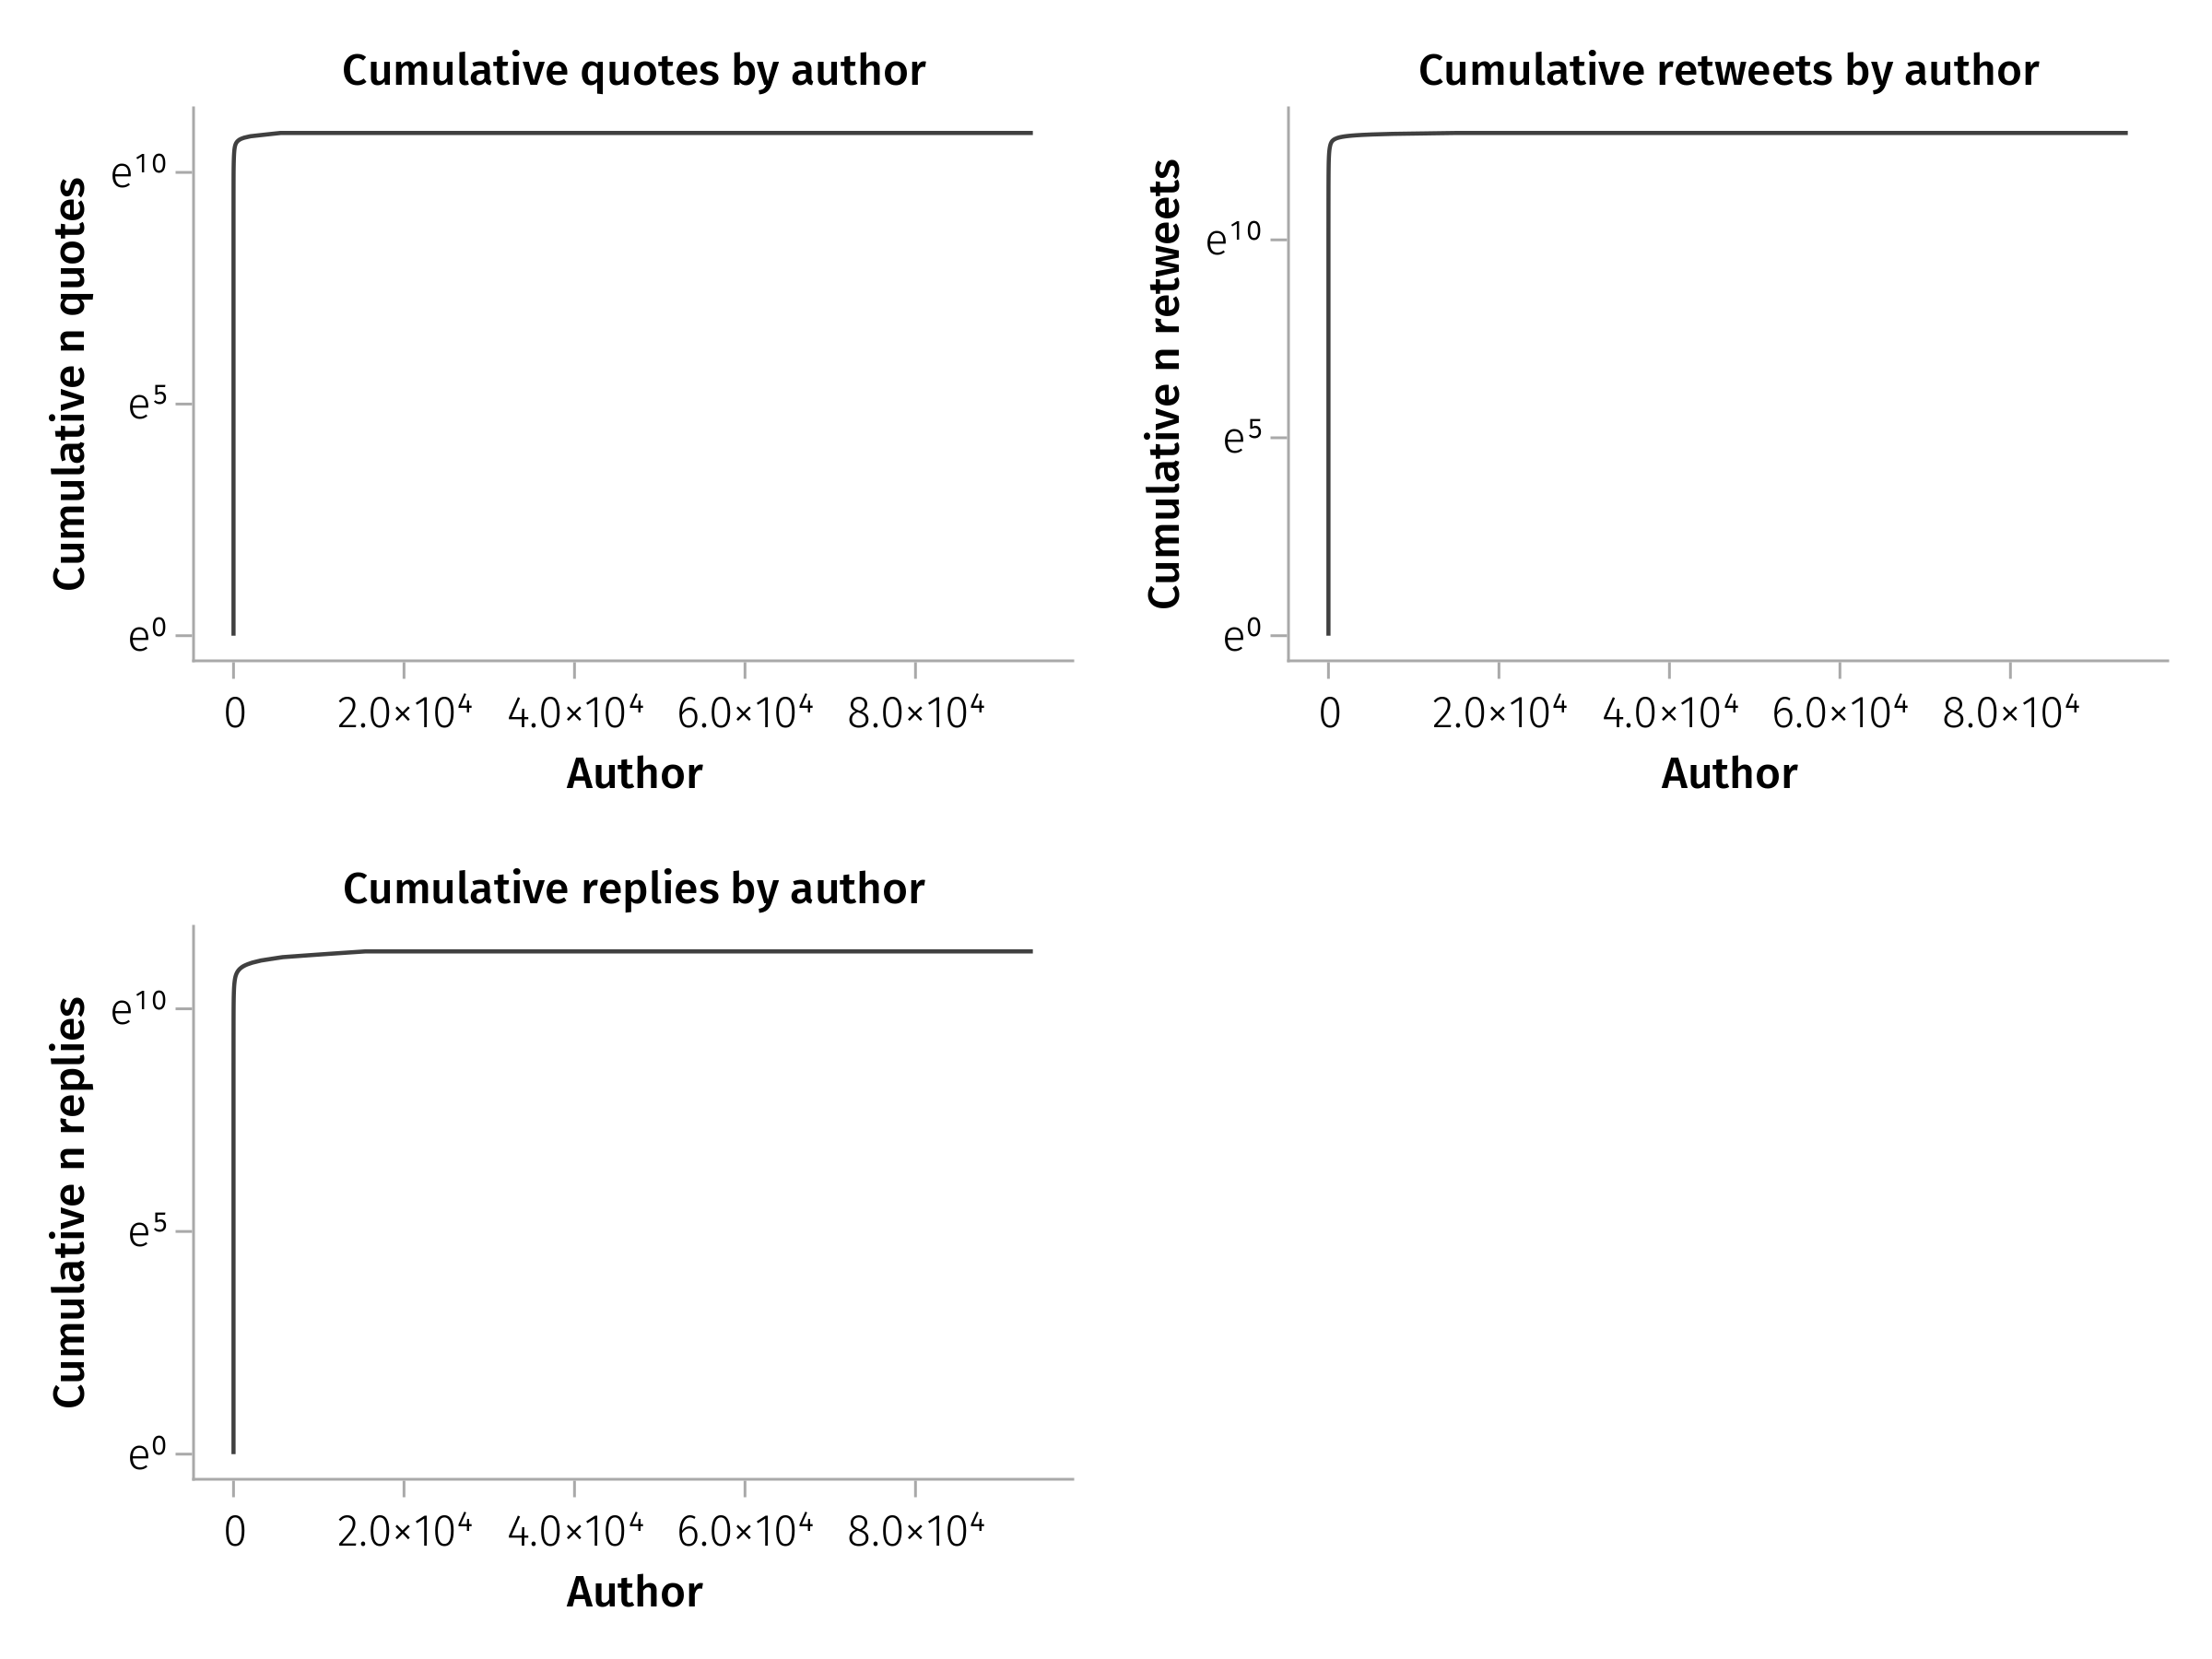 Cumulative quotes by author
Cumulative n quotes
e¹⁰
e⁵
e⁰
0 2.0×10⁴ 4.0×10⁴ 6.0×10⁴ 8.0×10⁴
Author
Cumulative retweets by author
Cumulative n retweets
e¹⁰
e⁵
e⁰
0 2.0×10⁴ 4.0×10⁴ 6.0×10⁴ 8.0×10⁴
Author
Cumulative replies by author
Cumulative n replies
e¹⁰
e⁵
e⁰
0 2.0×10⁴ 4.0×10⁴ 6.0×10⁴ 8.0×10⁴
Author